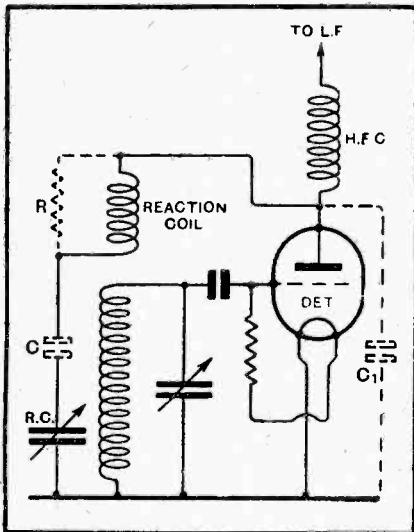 TO L.F
H.F C
R
REACTION
COIL
DET
C
C1
R.C.